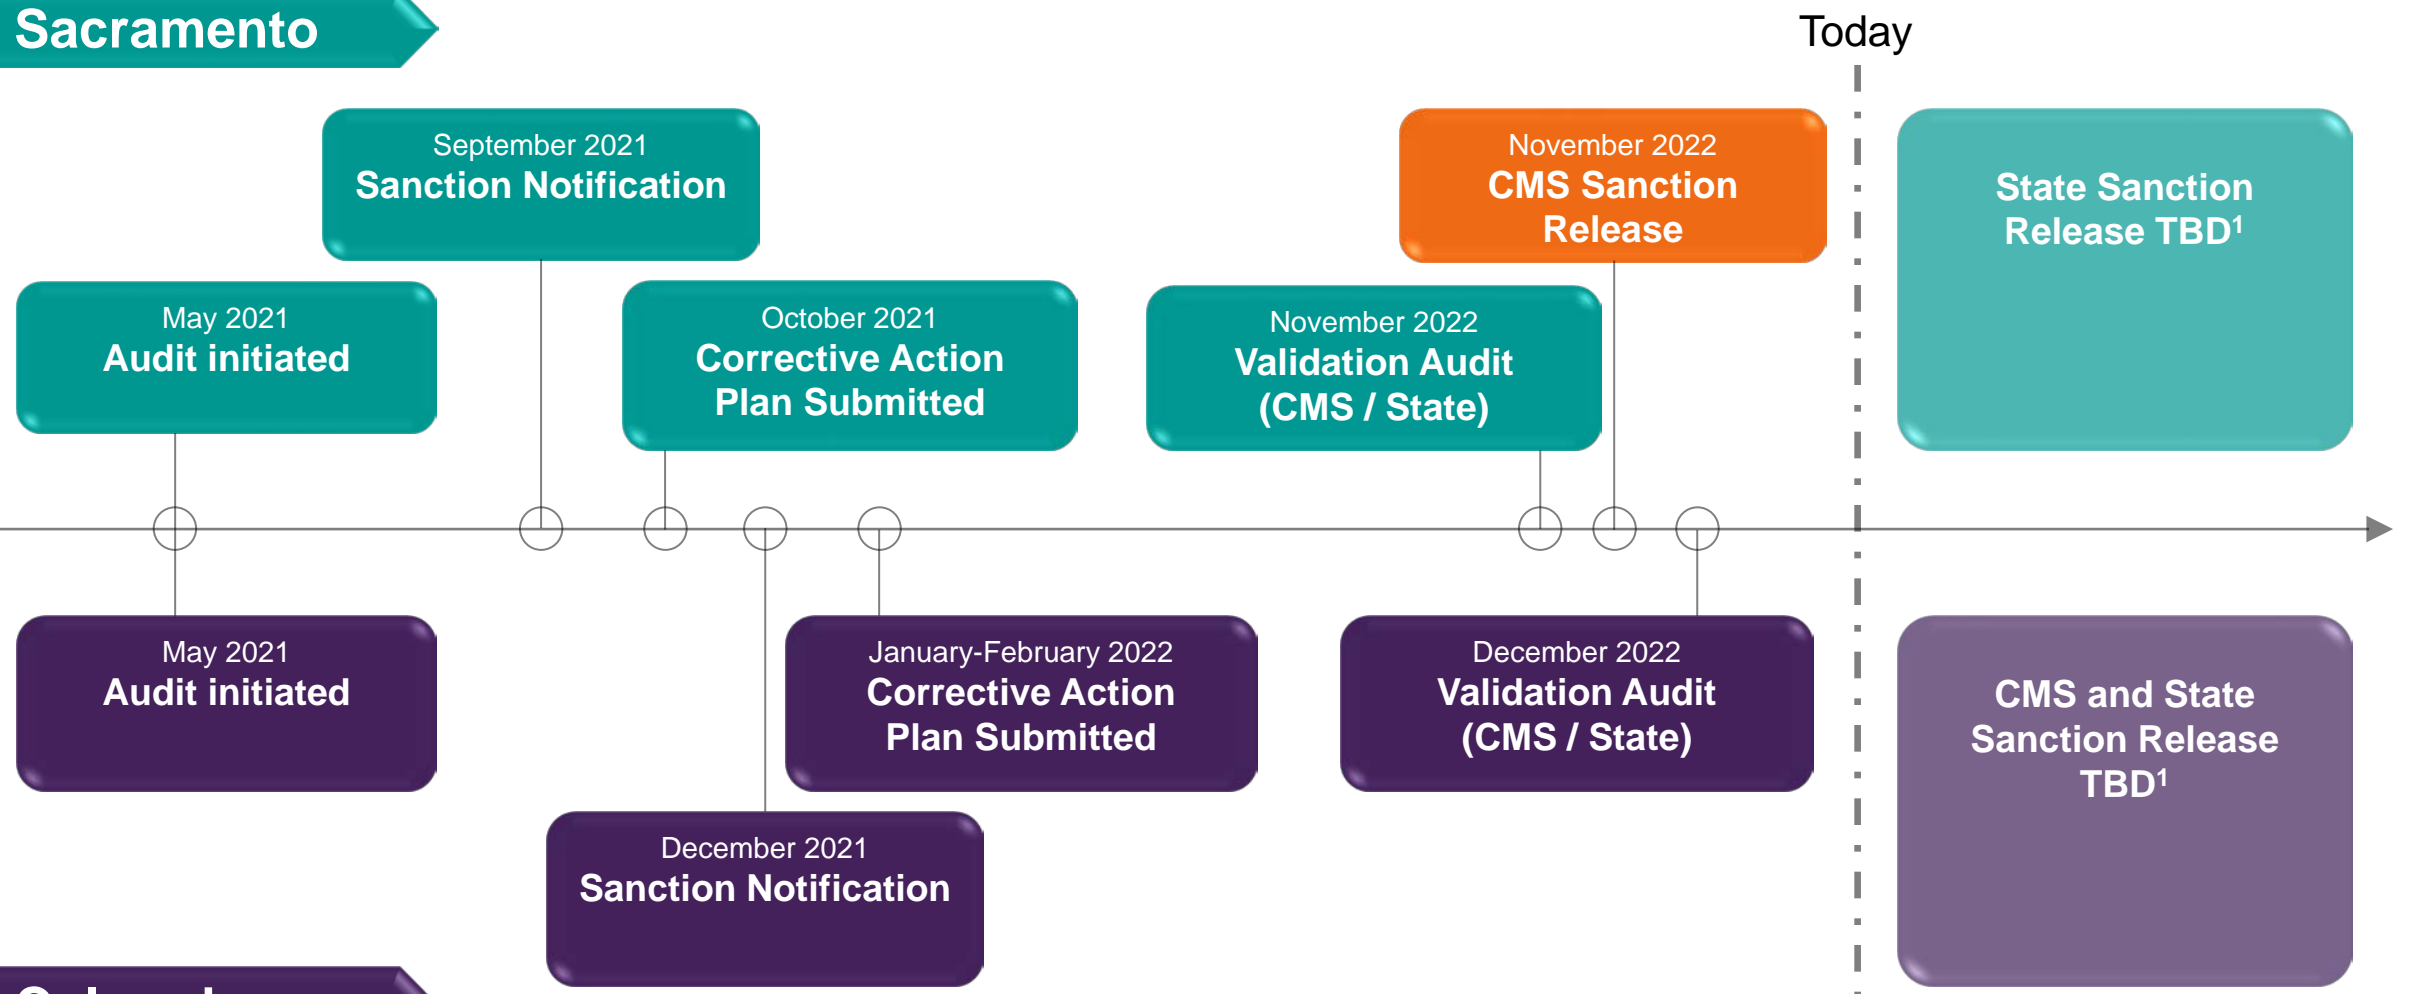 Sacramento
Today
September 2021
Sanction Notification
November 2022
CMS Sanction
Release
State Sanction
Release TBD¹
May 2021
Audit initiated
October 2021
Corrective Action
Plan Submitted
November 2022
Validation Audit
(CMS / State)
May 2021
Audit initiated
January-February 2022
Corrective Action
Plan Submitted
December 2022
Validation Audit
(CMS / State)
CMS and State
Sanction Release
TBD¹
December 2021
Sanction Notification